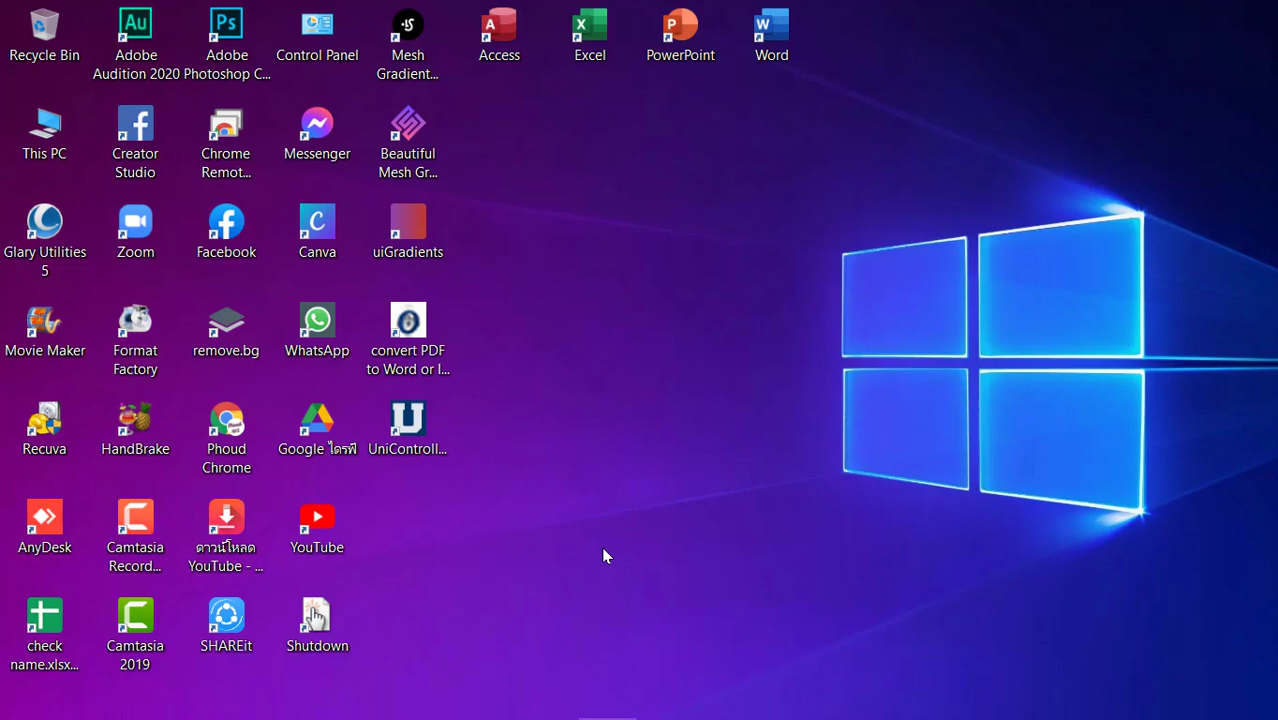 Recycle Bin
Adobe
Audition 2020
Adobe
Photoshop C...
Control Panel
Mesh
Gradient...
Access
Excel
PowerPoint
Word
This PC
Creator
Studio
Chrome
Remot...
Messenger
Beautiful
Mesh Gr...
Glary Utilities
5
Zoom
Facebook
Canva
uiGradients
Movie Maker
Format
Factory
remove.bg
WhatsApp
convert PDF
to Word or I...
Recuva
HandBrake
Phoud
Chrome
Google ไดรฟ์
UniControll...
AnyDesk
Camtasia
Record...
ดาวน์โหลด
YouTube - ...
YouTube
check
name.xlsx...
Camtasia
2019
SHAREit
Shutdown